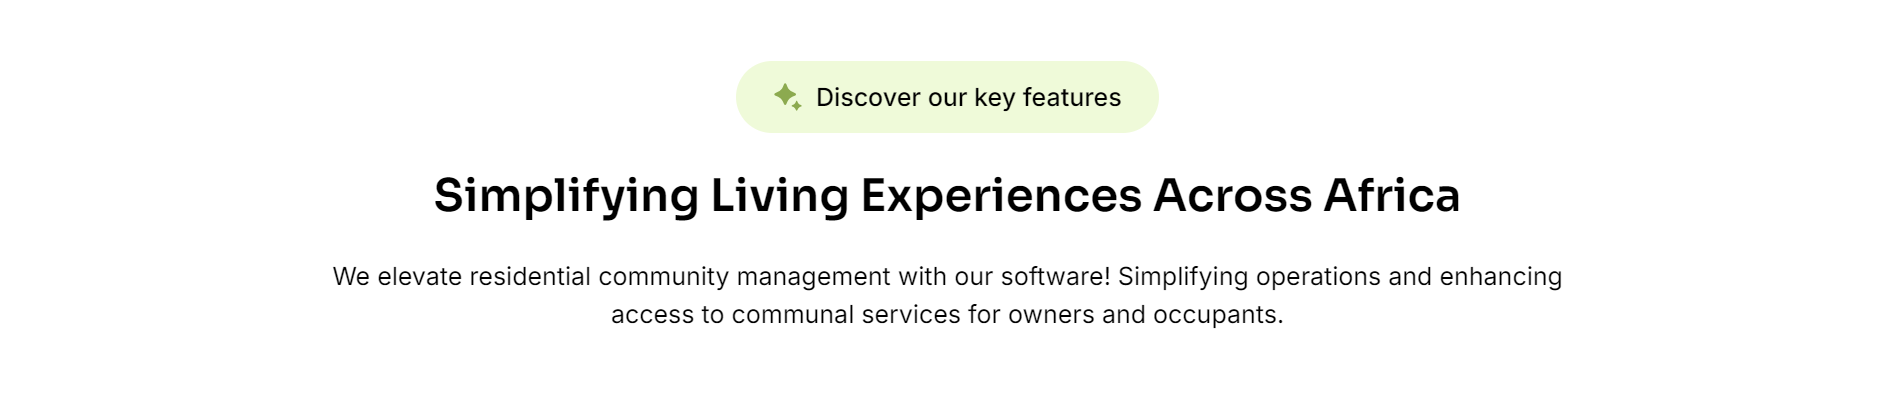 Discover our key features
Simplifying Living Experiences Across Africa
We elevate residential community management with our software! Simplifying operations and enhancing
access to communal services for owners and occupants.